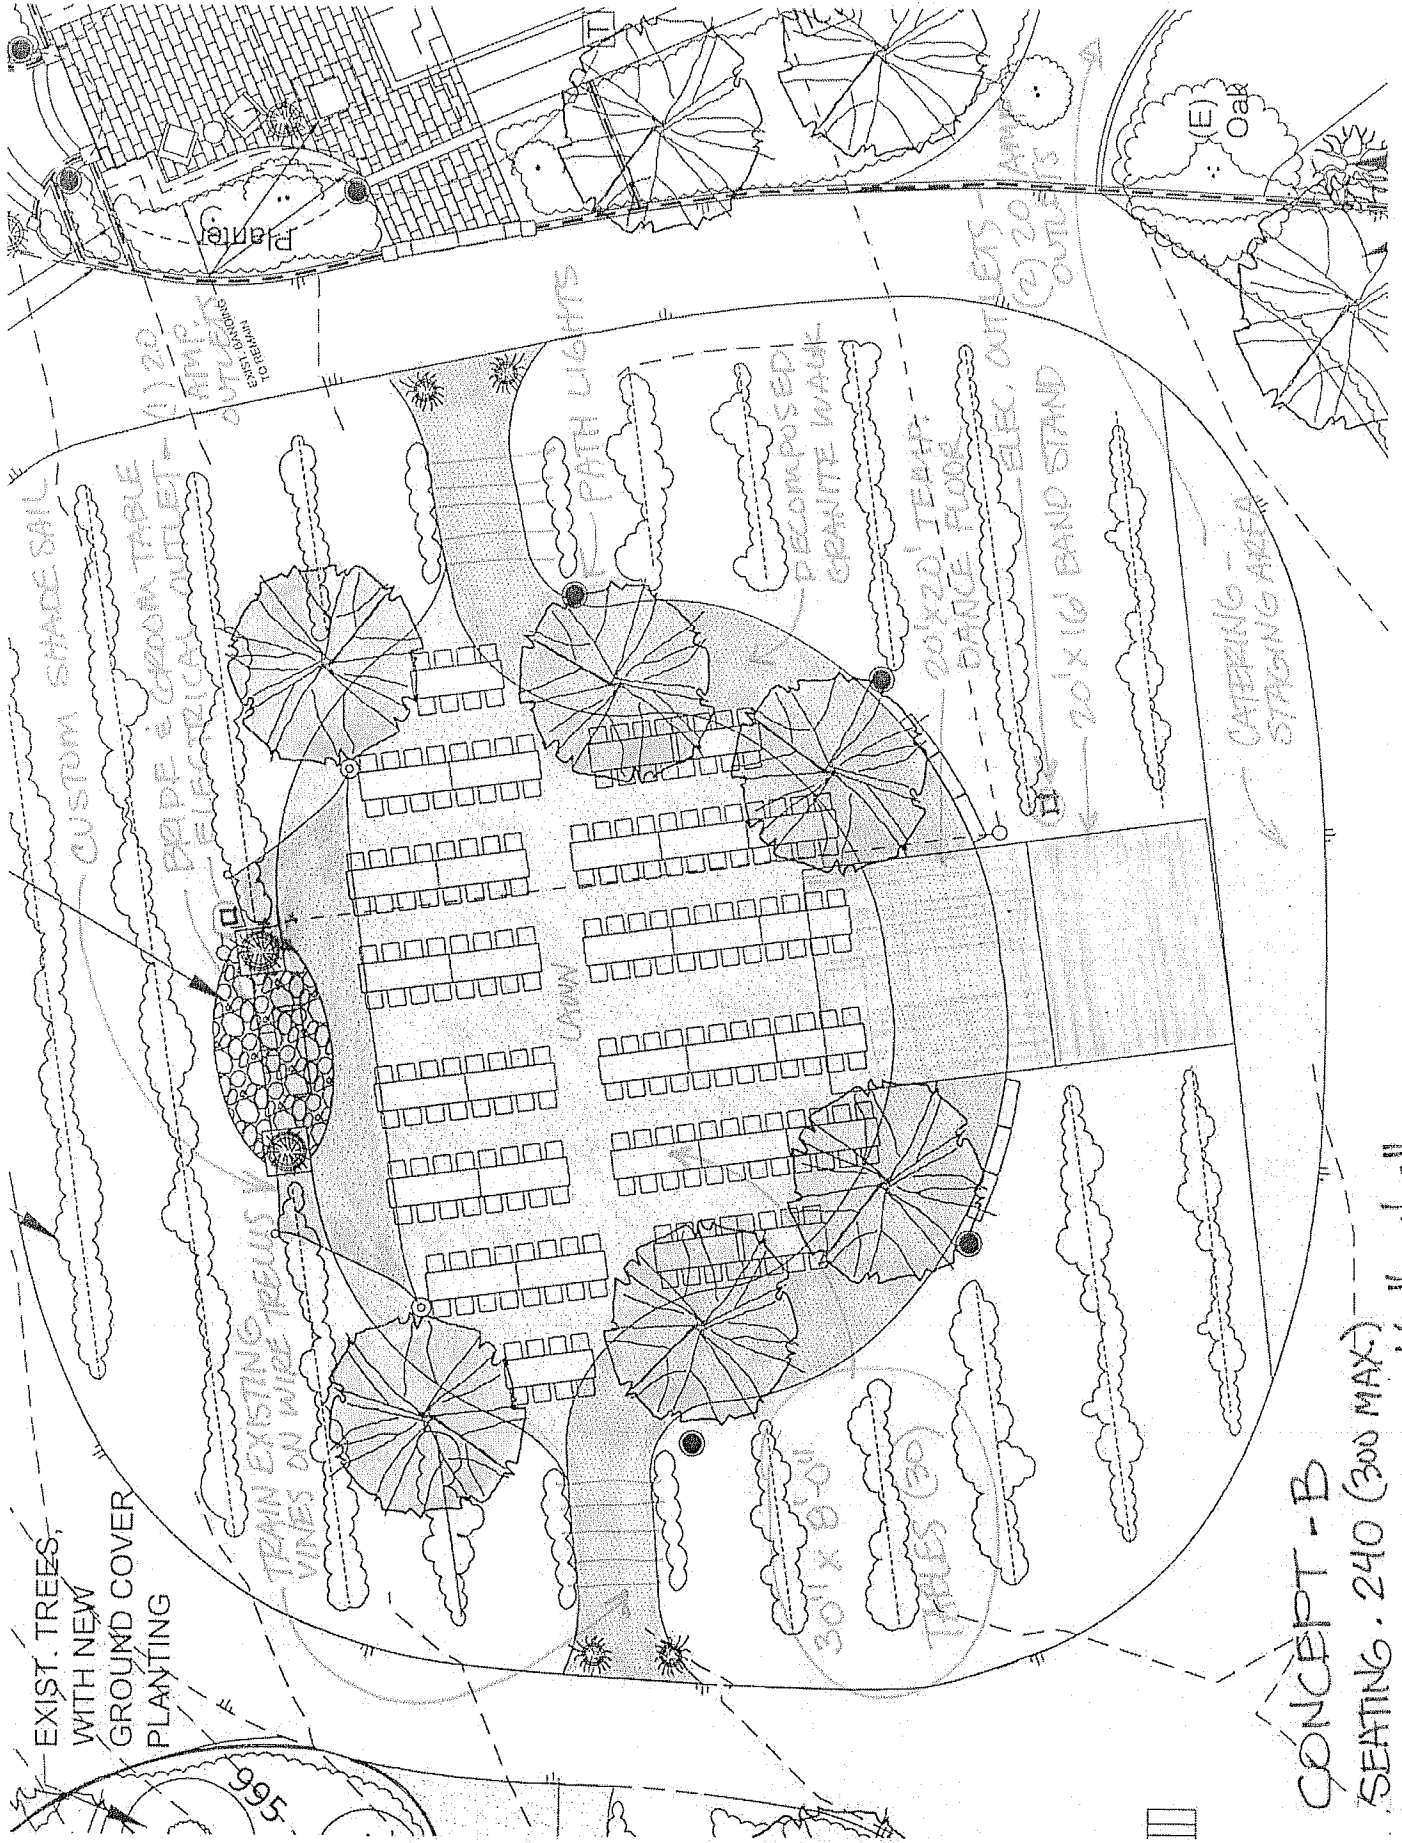 EXIST. TREES,
WITH NEW
GROUND COVER
PLANTING
995
TRAIN EXISTING
VINES ON WIRE TRELLIS
CUSTOM SHADE SAIL
BRIDE & GROOM TABLE
ELECTRICAL OUTLET - (1) 20
AMP.
OUTLETS
EXIST. BANDING
TO REMAIN
Planter
T
PATH LIGHTS
LAWN
DECOMPOSED
GRANITE WALK
20' X 20' TEMP.
DANCE FLOOR
ELEC. OUTLETS -
(2) 20 AMP
OUTLETS
20' X 16' BAND STAND
CATERING -
STAGING AREA
(E)
Oak
30" X 8'-0"
TABLES (30)
CONCEPT - B
SEATING. 240 (300 MAX.)